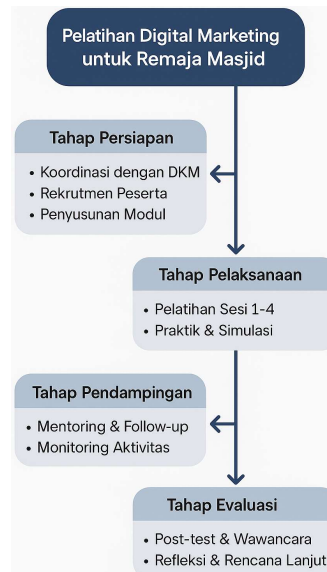 Pelatihan Digital Marketing
untuk Remaja Masjid
Tahap Persiapan
• Koordinasi dengan DKM
• Rekrutmen Peserta
• Penyusunan Modul
Tahap Pelaksanaan
• Pelatihan Sesi 1-4
• Praktik & Simulasi
Tahap Pendampingan
• Mentoring & Follow-up
• Monitoring Aktivitas
Tahap Evaluasi
• Post-test & Wawancara
• Refleksi & Rencana Lanjut